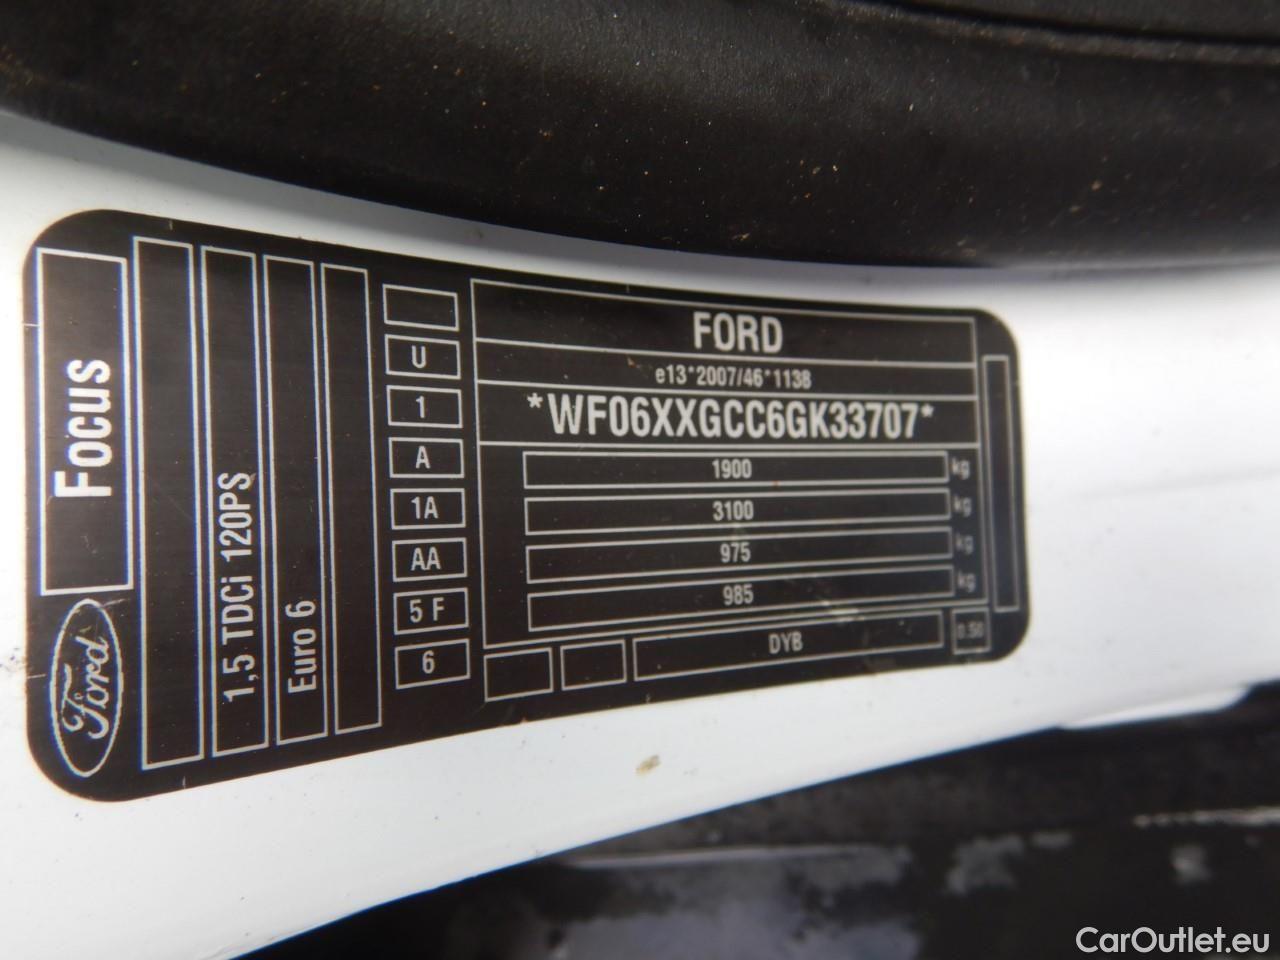 Focus
Ford
1,5 TDCi 120PS
Euro 6
U
1
A
1A
AA
5 F
6
FORD
e13*2007/46*1138
*WF06XXGCC6GK33707*
1900 kg
3100 kg
975 kg
985 kg
DYB
0.50
CarOutlet.eu